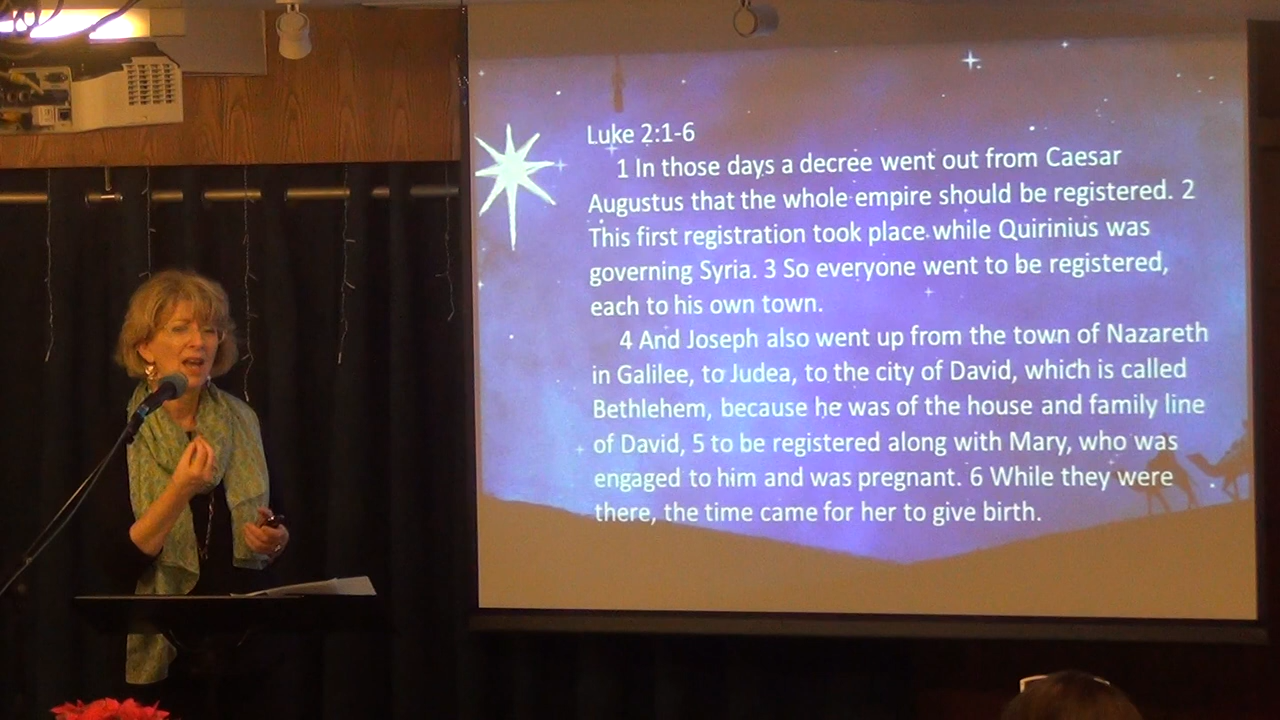 Luke 2:1-6
1 In those days a decree went out from Caesar
Augustus that the whole empire should be registered. 2
This first registration took place while Quirinius was
governing Syria. 3 So everyone went to be registered,
each to his own town.
4 And Joseph also went up from the town of Nazareth
in Galilee, to Judea, to the city of David, which is called
Bethlehem, because he was of the house and family line
of David, 5 to be registered along with Mary, who was
engaged to him and was pregnant. 6 While they were
there, the time came for her to give birth.